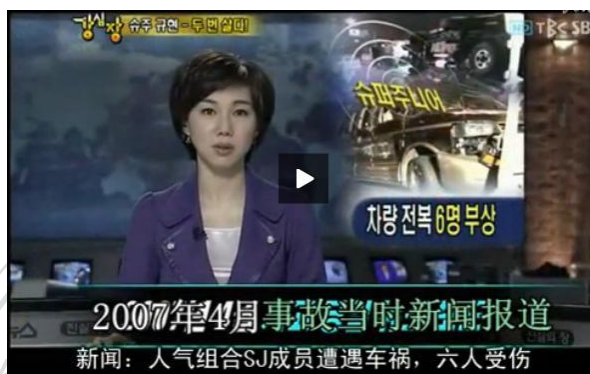 강심장 슈주 규현 - 두 번 살다!
TBC SB
슈퍼주니어
차량 전복 6명 부상
2007年4月事故当时新闻报道
新闻：人气组合SJ成员遭遇车祸，六人受伤